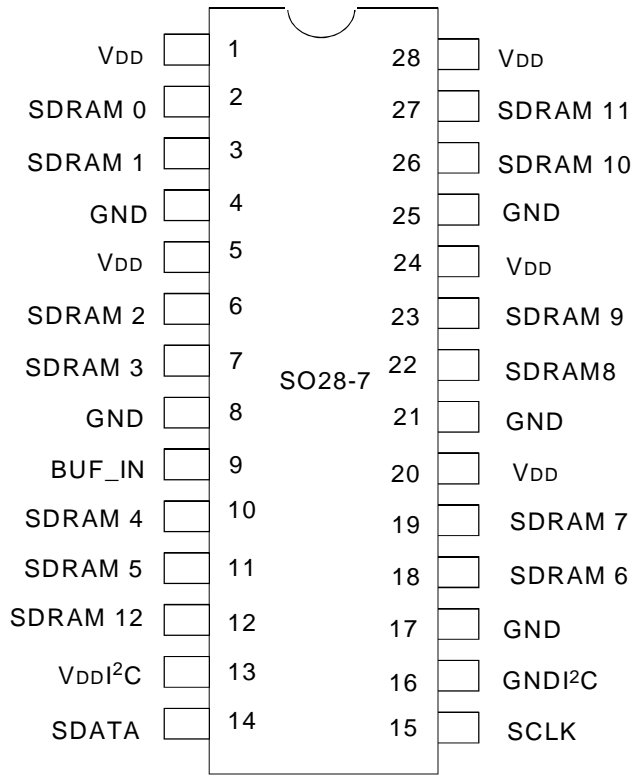 VDD 1 28 VDD
SDRAM 0 2 27 SDRAM 11
SDRAM 1 3 26 SDRAM 10
GND 4 25 GND
VDD 5 24 VDD
SDRAM 2 6 23 SDRAM 9
SDRAM 3 7 22 SDRAM8
SO28-7
GND 8 21 GND
BUF_IN 9 20 VDD
SDRAM 4 10 19 SDRAM 7
SDRAM 5 11 18 SDRAM 6
SDRAM 12 12 17 GND
VDDI²C 13 16 GNDI²C
SDATA 14 15 SCLK